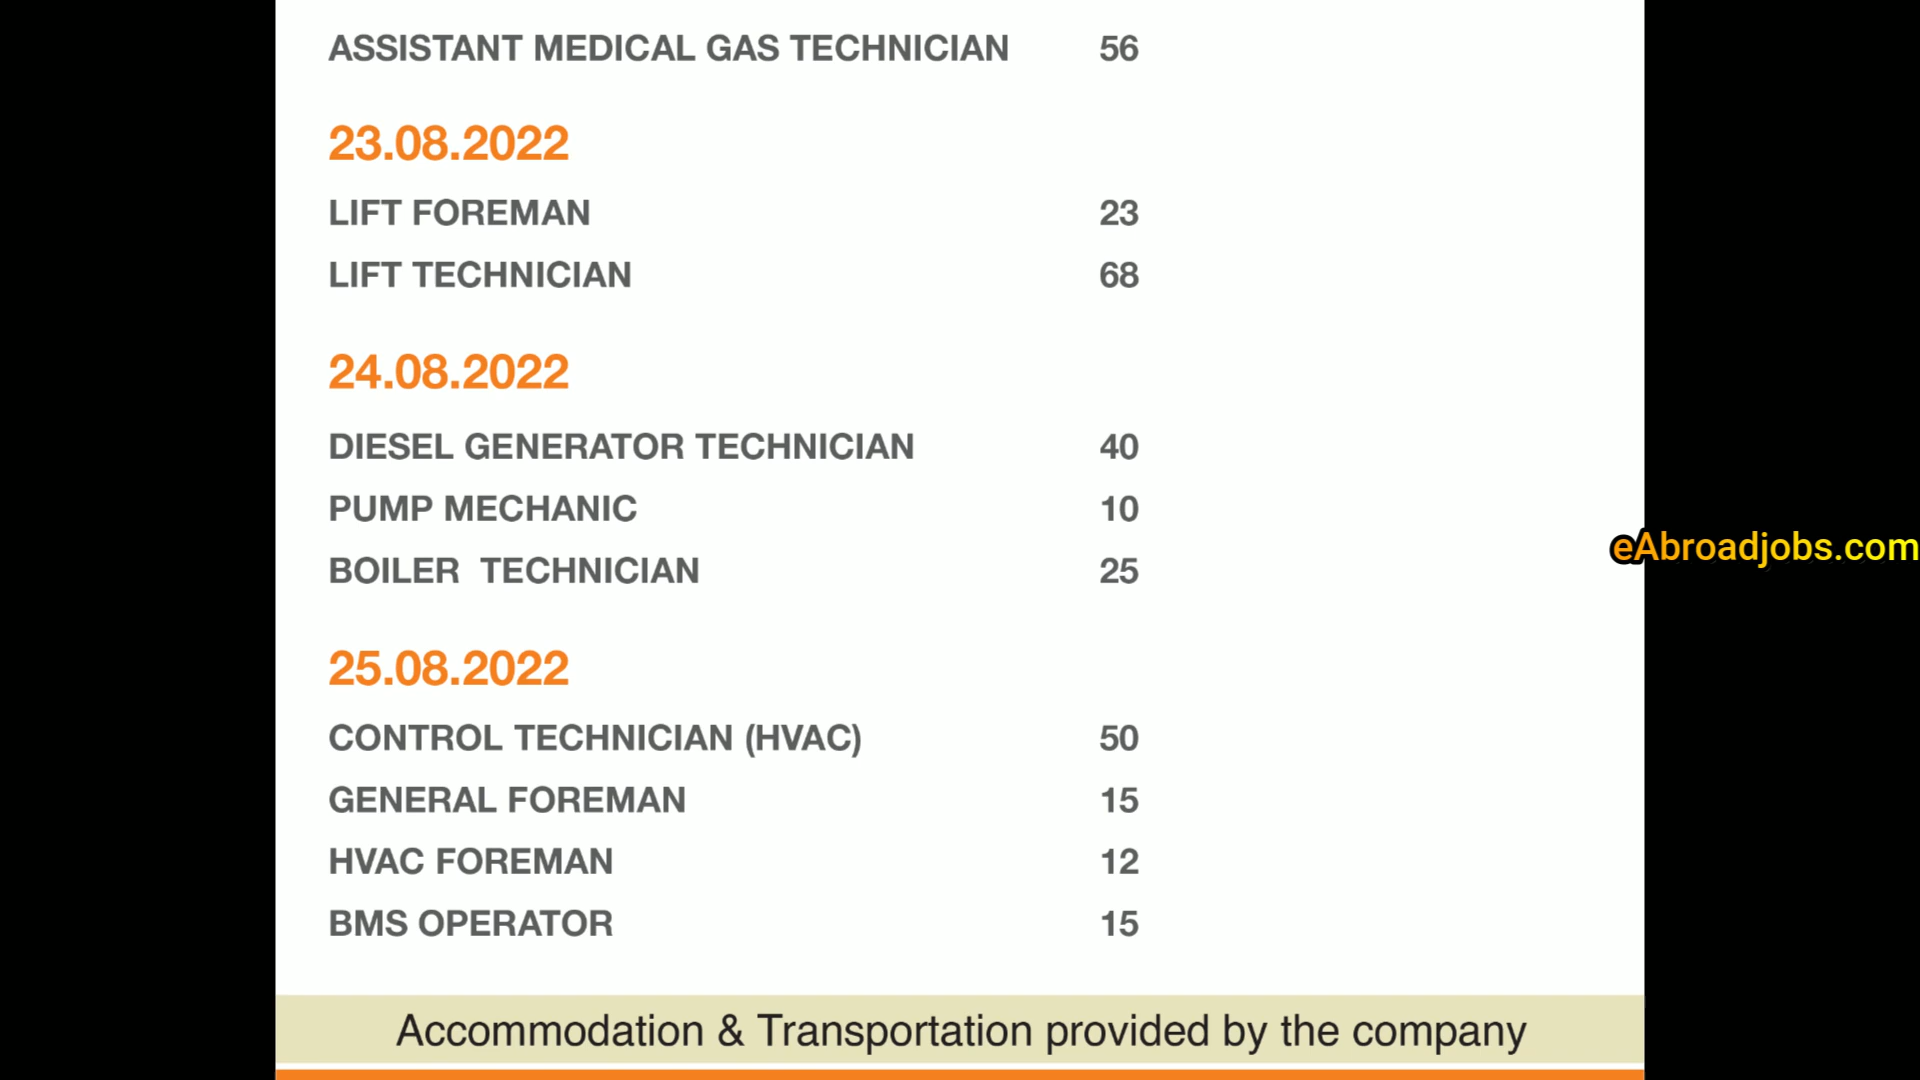 ASSISTANT MEDICAL GAS TECHNICIAN 56
23.08.2022
LIFT FOREMAN 23
LIFT TECHNICIAN 68
24.08.2022
DIESEL GENERATOR TECHNICIAN 40
PUMP MECHANIC 10
eAbroadjobs.com
BOILER TECHNICIAN 25
25.08.2022
CONTROL TECHNICIAN (HVAC) 50
GENERAL FOREMAN 15
HVAC FOREMAN 12
BMS OPERATOR 15
Accommodation & Transportation provided by the company